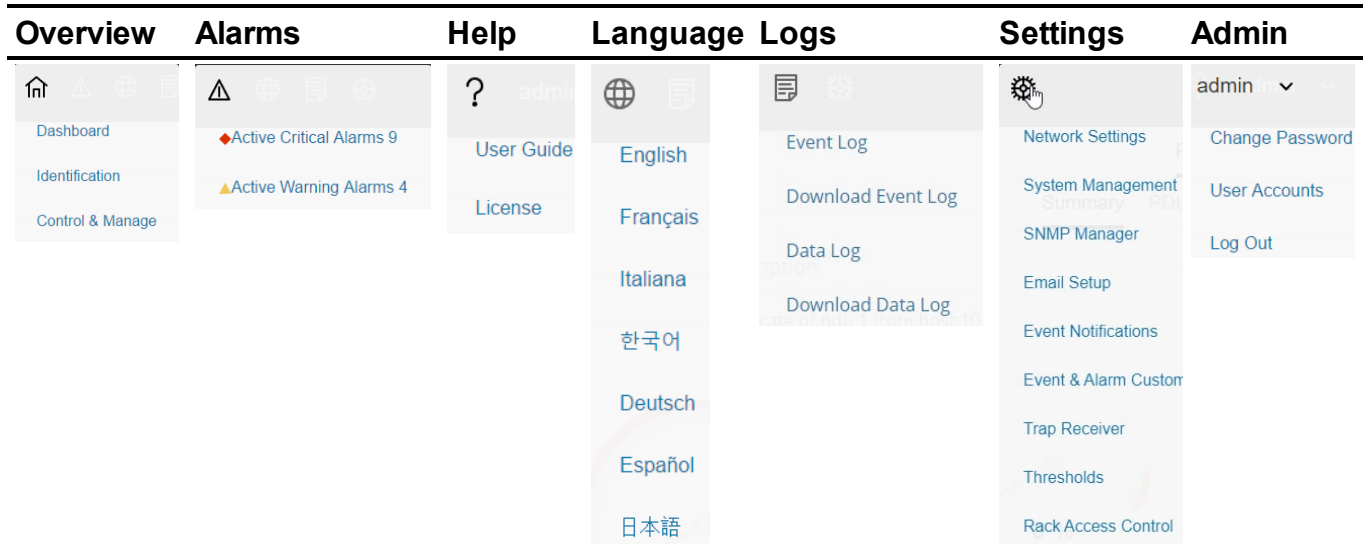 Overview Alarms Help Language Logs Settings Admin
Dashboard
Identification
Control & Manage
Active Critical Alarms 9
Active Warning Alarms 4
?
User Guide
License
English
Français
Italiana
한국어
Deutsch
Español
日本語
Event Log
Download Event Log
Data Log
Download Data Log
Network Settings
System Management
Summary
SNMP Manager
Email Setup
Event Notifications
Event & Alarm Custom
Trap Receiver
Thresholds
Rack Access Control
admin
Change Password
User Accounts
Log Out